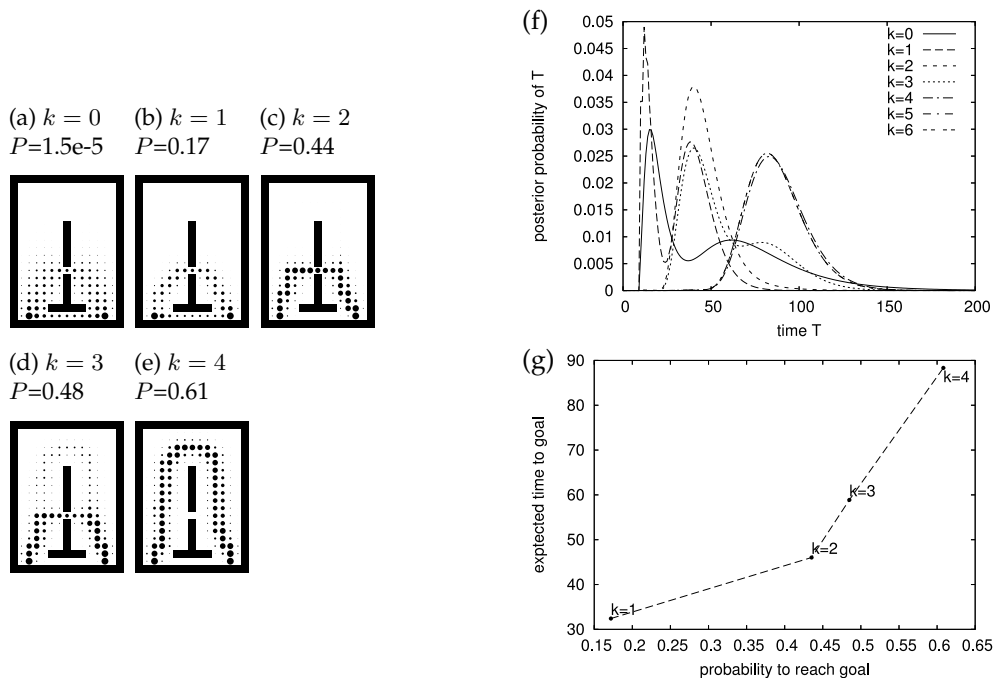 (a) k = 0
P=1.5e-5
(b) k = 1
P=0.17
(c) k = 2
P=0.44
(d) k = 3
P=0.48
(e) k = 4
P=0.61
(f)
0.05
0.045
0.04
0.035
0.03
0.025
0.02
0.015
0.01
0.005
0
posterior probability of T
k=0
k=1
k=2
k=3
k=4
k=5
k=6
0 50 100 150 200
time T
(g)
90
80
70
60
50
40
30
exptected time to goal
k=1
k=2
k=3
k=4
0.15 0.2 0.25 0.3 0.35 0.4 0.45 0.5 0.55 0.6 0.65
probability to reach goal